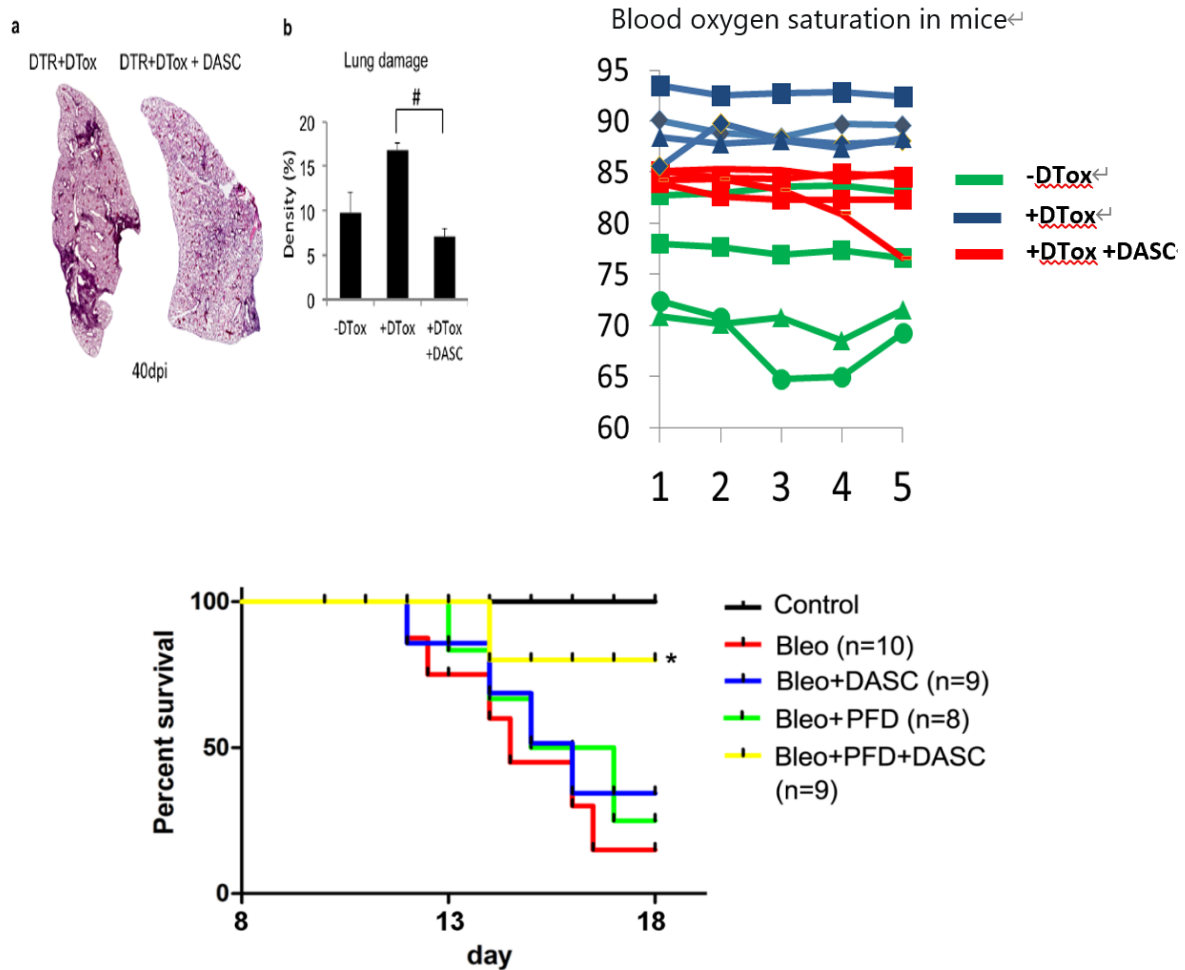 a
DTR+DTox DTR+DTox + DASC
40dpi
b
Lung damage
#
Density (%)
20
15
10
5
0
-DTox +DTox +DTox
+DASC
Blood oxygen saturation in mice↵
95
90
85
80
75
70
65
60
1 2 3 4 5
-DTox↵
+DTox↵
+DTox +DASC
Percent survival
100
50
0
8 13 18
day
*
Control
Bleo (n=10)
Bleo+DASC (n=9)
Bleo+PFD (n=8)
Bleo+PFD+DASC
(n=9)